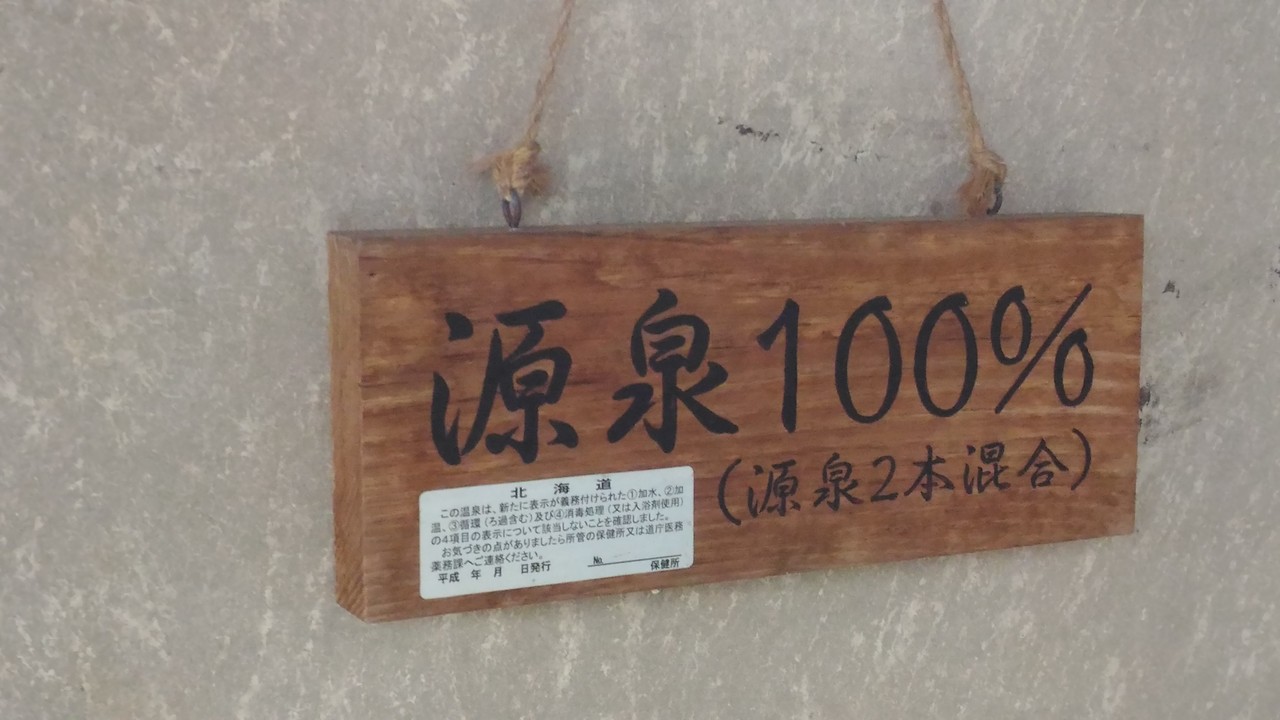 源泉100%
(源泉2本混合)
北海道
この温泉は、新たに表示が義務付けられた①加水、②加
温、③循環(ろ過含む)及び④消毒処理(又は入浴剤使用)
の4項目の表示について該当しないことを確認しました。
お気づきの点がありましたら所管の保健所又は道庁医務
薬務課へご連絡ください。
平成 年 月 日発行 No. 保健所